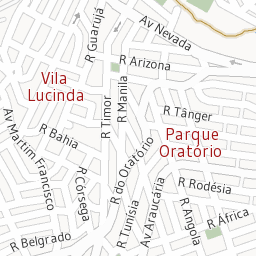 R Guarujá
Av Nevada
R Arizona
Vila
Lucinda
R Manila
R Timor
R Tânger
Parque
Oratório
R Bahia
Av Martim Francisco
R do Oratório
R Córsega
R Rodésia
Av Araucária
R Tunísia
R Angola
R África
R Belgrado